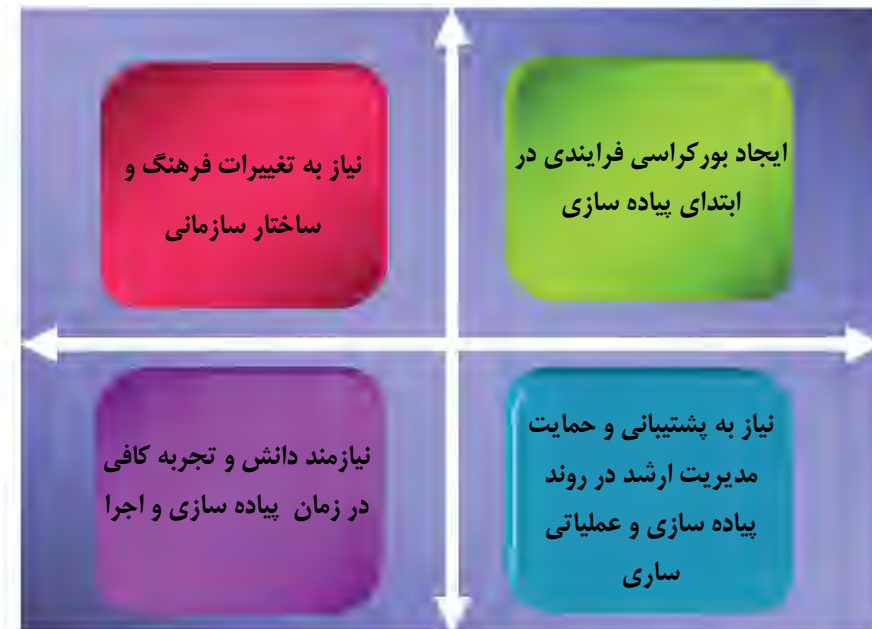 ایجاد بورکراسی فرایندی در
ابتدای پیاده سازی
نیاز به تغییرات فرهنگ و
ساختار سازمانی
نیاز به پشتیبانی و حمایت
مدیریت ارشد در روند
پیاده سازی و عملیاتی
ساری
نیازمند دانش و تجربه کافی
در زمان پیاده سازی و اجرا